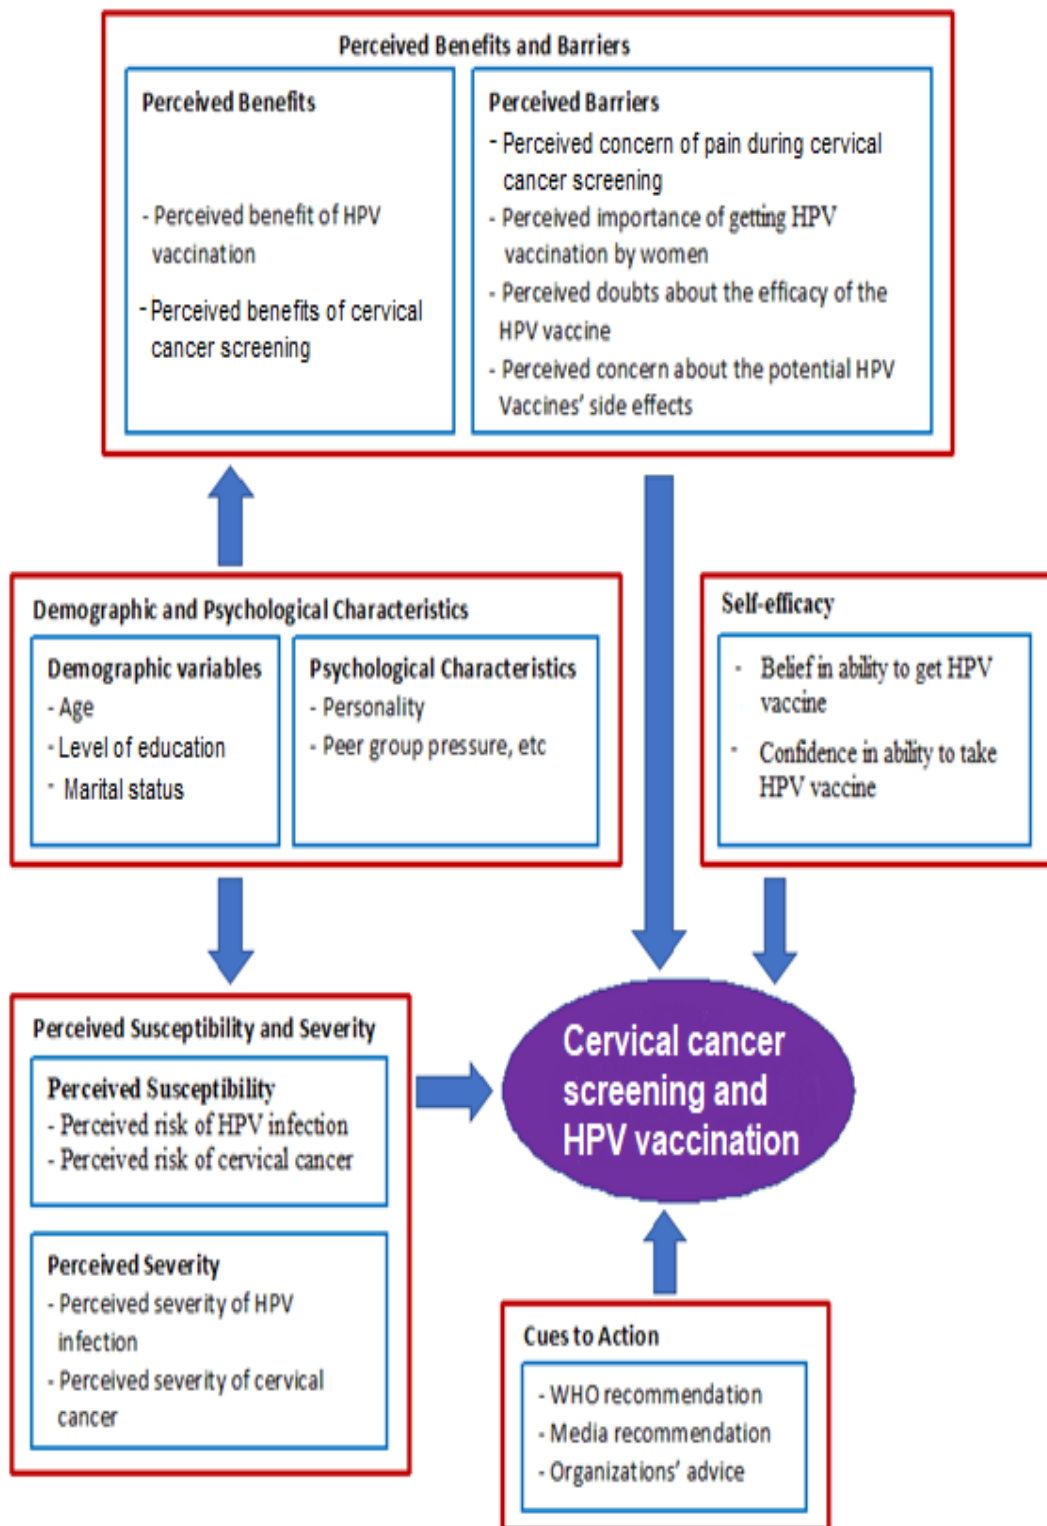 Perceived Benefits and Barriers
Perceived Benefits
- Perceived benefit of HPV
vaccination
- Perceived benefits of cervical
cancer screening
Perceived Barriers
- Perceived concern of pain during cervical
cancer screening
- Perceived importance of getting HPV
vaccination by women
- Perceived doubts about the efficacy of the
HPV vaccine
- Perceived concern about the potential HPV
Vaccines' side effects
Demographic and Psychological Characteristics
Demographic variables
- Age
- Level of education
- Marital status
Psychological Characteristics
- Personality
- Peer group pressure, etc
Self-efficacy
- Belief in ability to get HPV
vaccine
- Confidence in ability to take
HPV vaccine
Perceived Susceptibility and Severity
Perceived Susceptibility
- Perceived risk of HPV infection
- Perceived risk of cervical cancer
Perceived Severity
- Perceived severity of HPV
infection
- Perceived severity of cervical
cancer
Cervical cancer
screening and
HPV vaccination
Cues to Action
- WHO recommendation
- Media recommendation
- Organizations' advice